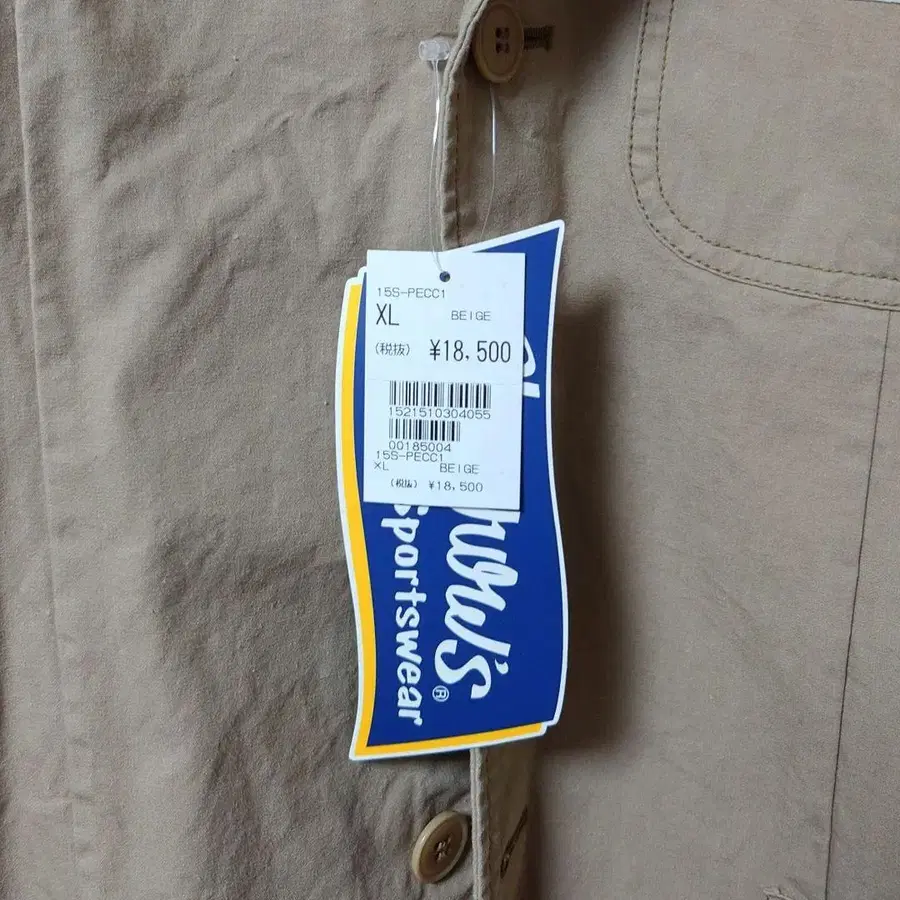 15S-PECC1
XL BEIGE
(税抜) ¥18,500
1521510304055
00185004
15S-PECC1
XL BEIGE
(税抜) ¥18,500
Sportswear
®